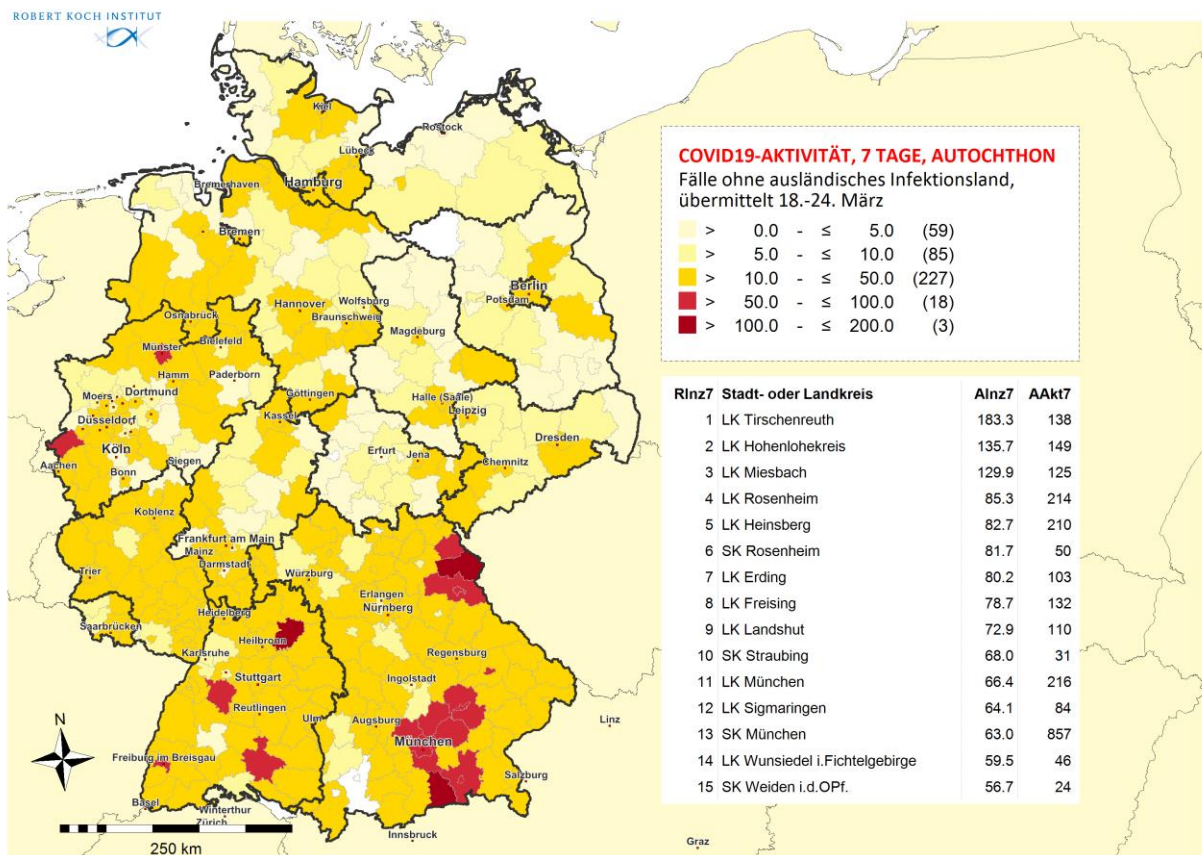 ROBERT KOCH INSTITUT
COVID19-AKTIVITÄT, 7 TAGE, AUTOCHTHON
Fälle ohne ausländisches Infektionsland,
übermittelt 18.-24. März
> 0.0 - ≤ 5.0 (59)
> 5.0 - ≤ 10.0 (85)
> 10.0 - ≤ 50.0 (227)
> 50.0 - ≤ 100.0 (18)
> 100.0 - ≤ 200.0 (3)
RInz7 Stadt- oder Landkreis AInz7 AAkt7
1 LK Tirschenreuth 183.3 138
2 LK Hohenlohekreis 135.7 149
3 LK Miesbach 129.9 125
4 LK Rosenheim 85.3 214
5 LK Heinsberg 82.7 210
6 SK Rosenheim 81.7 50
7 LK Erding 80.2 103
8 LK Freising 78.7 132
9 LK Landshut 72.9 110
10 SK Straubing 68.0 31
11 LK München 66.4 216
12 LK Sigmaringen 64.1 84
13 SK München 63.0 857
14 LK Wunsiedel i.Fichtelgebirge 59.5 46
15 SK Weiden i.d.OPf. 56.7 24
Kiel
Rostock
Lübeck
Bremerhaven
Hamburg
Bremen
Berlin
Potsdam
Hannover
Wolfsburg
Braunschweig
Osnabrück
Magdeburg
Münster
Bielefeld
Hamm
Paderborn
Moers
Dortmund
Göttingen
Halle (Saale)
Leipzig
Kassel
Düsseldorf
Dresden
Köln
Erfurt
Jena
Aachen
Bonn
Siegen
Chemnitz
Koblenz
Frankfurt am Main
Mainz
Darmstadt
Trier
Würzburg
Erlangen
Nürnberg
Heidelberg
Saarbrücken
Heilbronn
Karlsruhe
Regensburg
Stuttgart
Ingolstadt
Reutlingen
Ulm
Augsburg
Linz
München
Freiburg im Breisgau
Salzburg
Basel
Winterthur
Zürich
Innsbruck
Graz
N
250 km